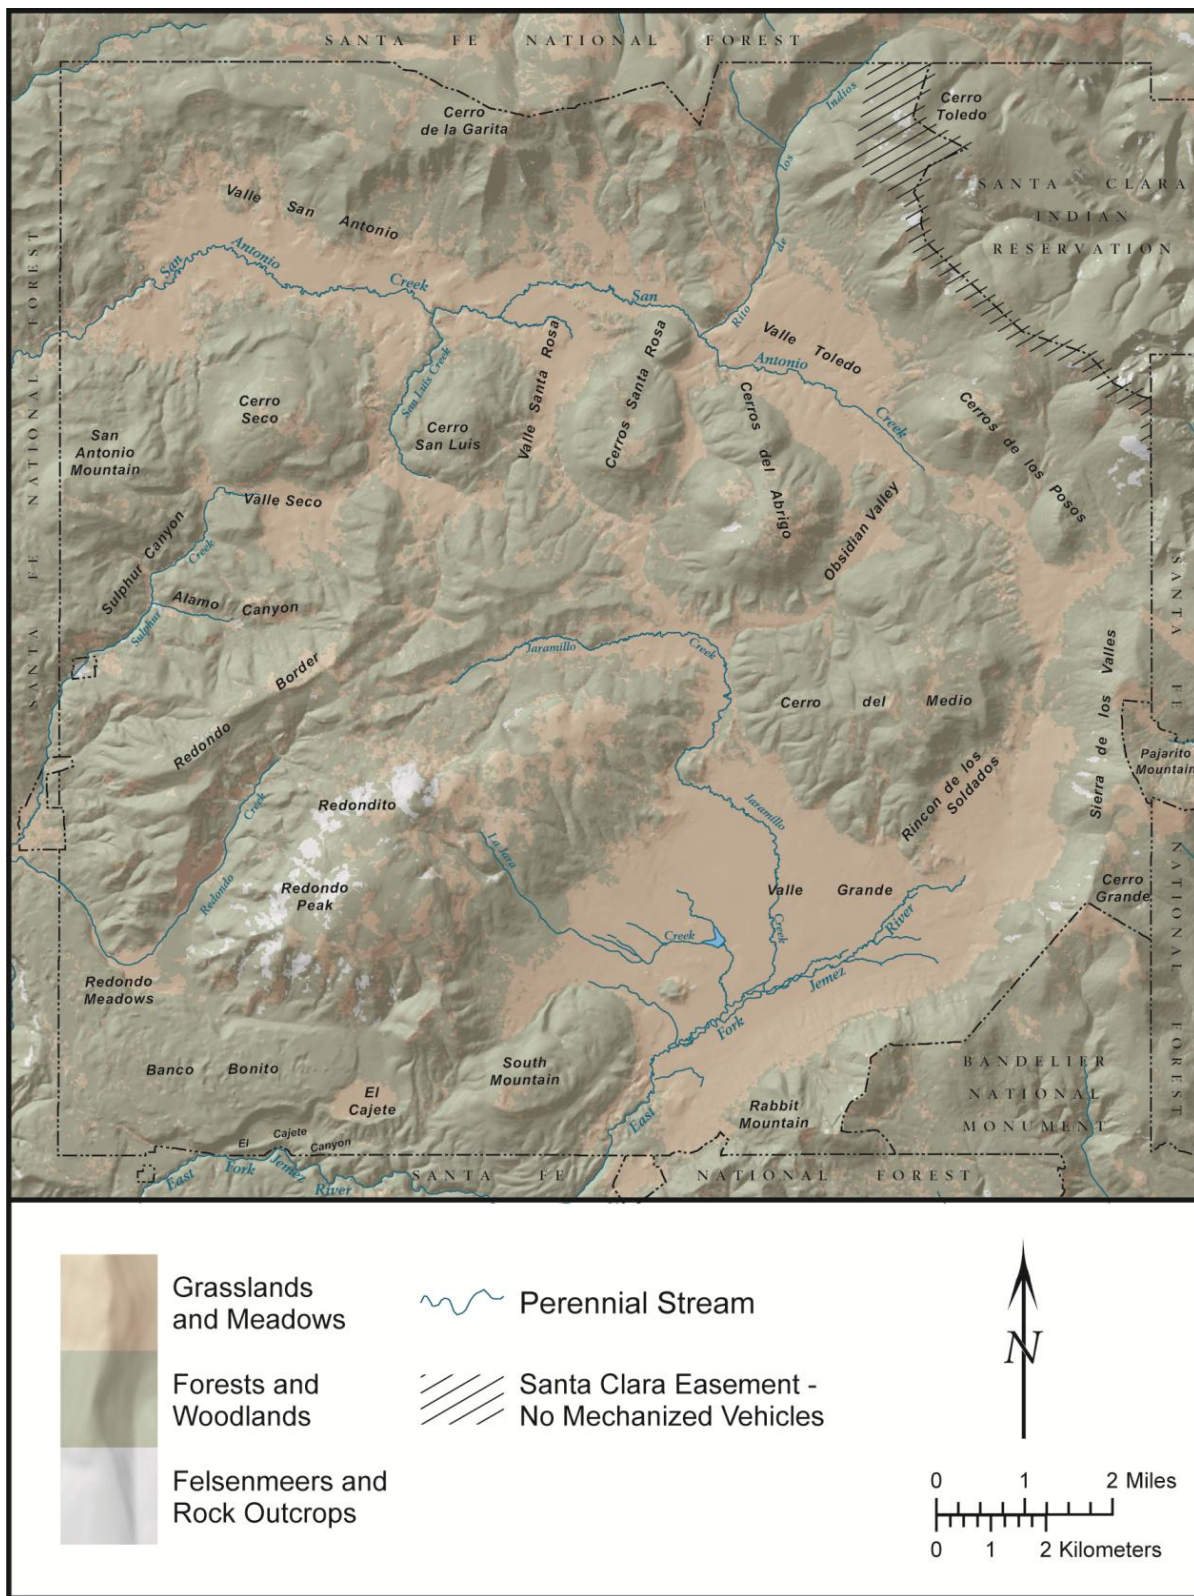 SANTA FE NATIONAL FOREST
Indios
Cerro
Toledo
Cerro
de la Garita
los
SANTA CLARA
INDIAN
RESERVATION
Valle San Antonio
de
SANTA FE NATIONAL FOREST
San Antonio Creek
San
Rito
Valle Toledo
Antonio
Creek
San Luis Creek
Valle Santa Rosa
Cerros Santa Rosa
Cerros del Abrigo
Cerros de los Posos
Cerro
Seco
Cerro
San Luis
San
Antonio
Mountain
Valle Seco
Obsidian Valley
Sulphur Canyon
Creek
Sulphur
Alamo Canyon
SANTA FE NATIONAL FOREST
Jaramillo Creek
Redondo Border
Cerro del Medio
Sierra de los Valles
Pajarito
Mountain
Rincon de los
Soldados
Redondito
Creek
Jaramillo
La Jara
Redondo
Peak
Valle Grande
Cerro
Grande
Redondo
Creek
Creek
River
Jemez
Fork
Redondo
Meadows
Banco Bonito
South
Mountain
El
Cajete
East
Rabbit
Mountain
BANDELIER
NATIONAL
MONUMENT
El Cajete Canyon
East Fork Jemez River
SANTA FE NATIONAL FOREST
Grasslands
and Meadows
Perennial Stream
N
Forests and
Woodlands
Santa Clara Easement -
No Mechanized Vehicles
Felsenmeers and
Rock Outcrops
0 1 2 Miles
0 1 2 Kilometers